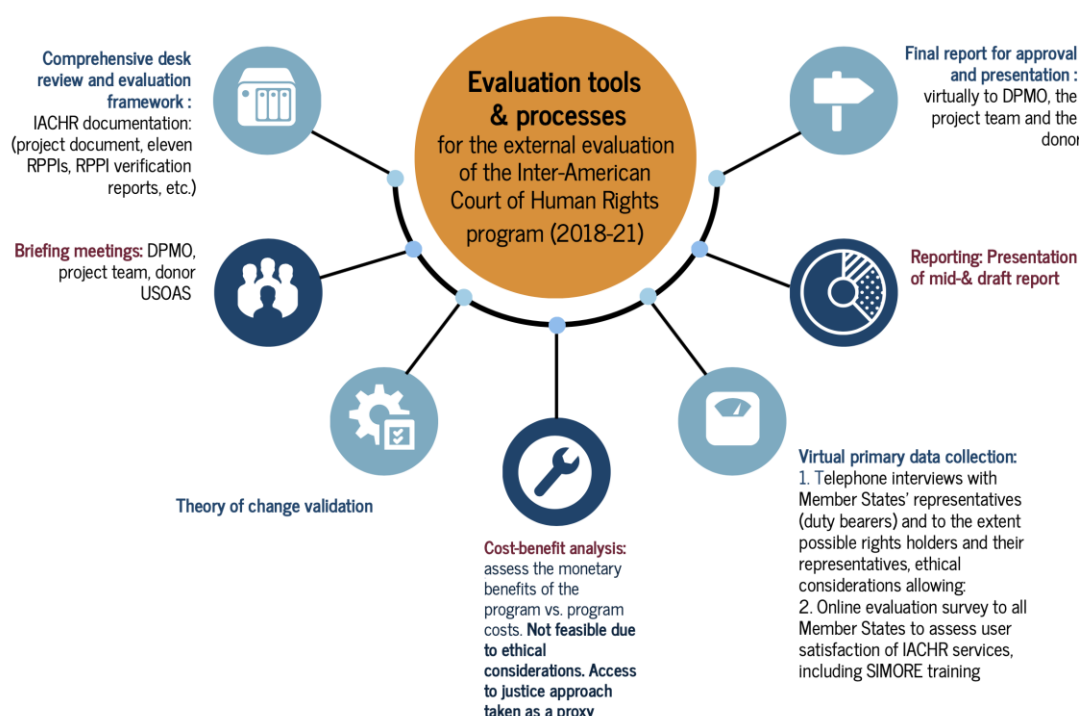 Evaluation tools
& processes
for the external evaluation
of the Inter-American
Court of Human Rights
program (2018-21)
Comprehensive desk
review and evaluation
framework :
IACHR documentation:
(project document, eleven
RPPIs, RPPI verification
reports, etc.)
Briefing meetings: DPMO,
project team, donor
USOAS
Theory of change validation
Cost-benefit analysis:
assess the monetary
benefits of the
program vs. program
costs. Not feasible due
to ethical
considerations. Access
to justice approach
taken as a proxy
Virtual primary data collection:
1. Telephone interviews with
Member States' representatives
(duty bearers) and to the extent
possible rights holders and their
representatives, ethical
considerations allowing:
2. Online evaluation survey to all
Member States to assess user
satisfaction of IACHR services,
including SIMORE training
Reporting: Presentation
of mid-& draft report
Final report for approval
and presentation :
virtually to DPMO, the
project team and the
donor